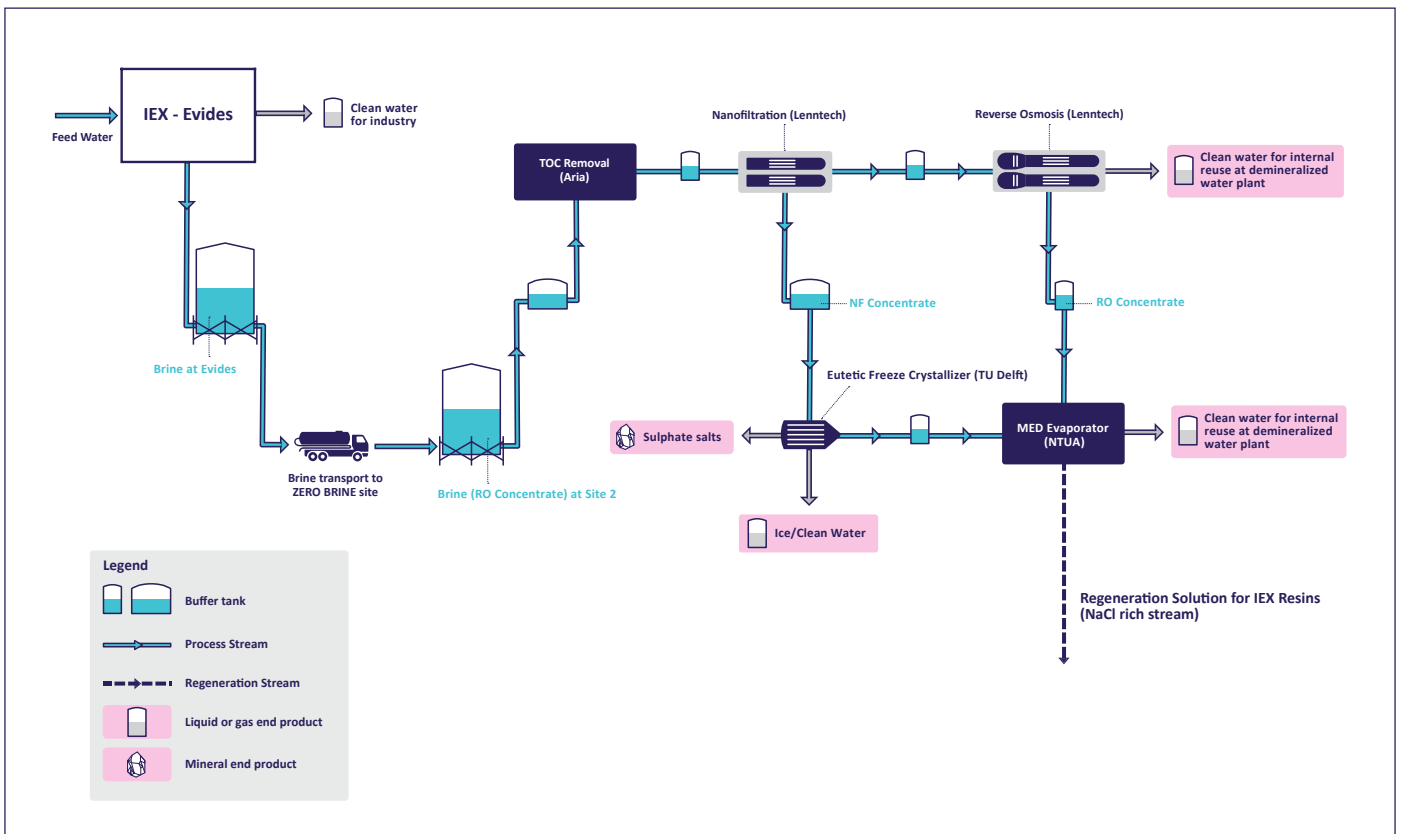 IEX - Evides
Feed Water
Clean water
for industry
Brine at Evides
Brine transport to
ZERO BRINE site
Brine (RO Concentrate) at Site 2
TOC Removal
(Aria)
Nanofiltration (Lenntech)
Reverse Osmosis (Lenntech)
Clean water for internal
reuse at demineralized
water plant
NF Concentrate
RO Concentrate
Eutetic Freeze Crystallizer (TU Delft)
Sulphate salts
Ice/Clean Water
MED Evaporator
(NTUA)
Clean water for internal
reuse at demineralized
water plant
Regeneration Solution for IEX Resins
(NaCl rich stream)
Legend
Buffer tank
Process Stream
Regeneration Stream
Liquid or gas end product
Mineral end product